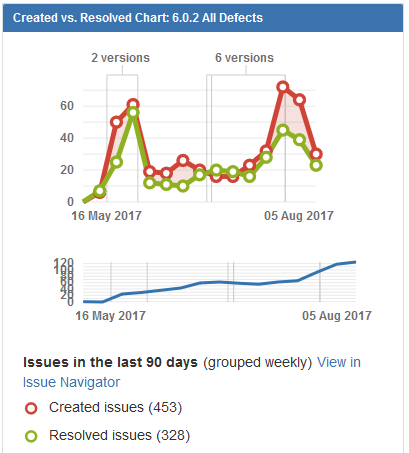 Created vs. Resolved Chart: 6.0.2 All Defects
2 versions
6 versions
60
40
20
0
16 May 2017
05 Aug 2017
120
100
80
60
40
20
0
16 May 2017
05 Aug 2017
Issues in the last 90 days (grouped weekly) View in
Issue Navigator
Created issues (453)
Resolved issues (328)